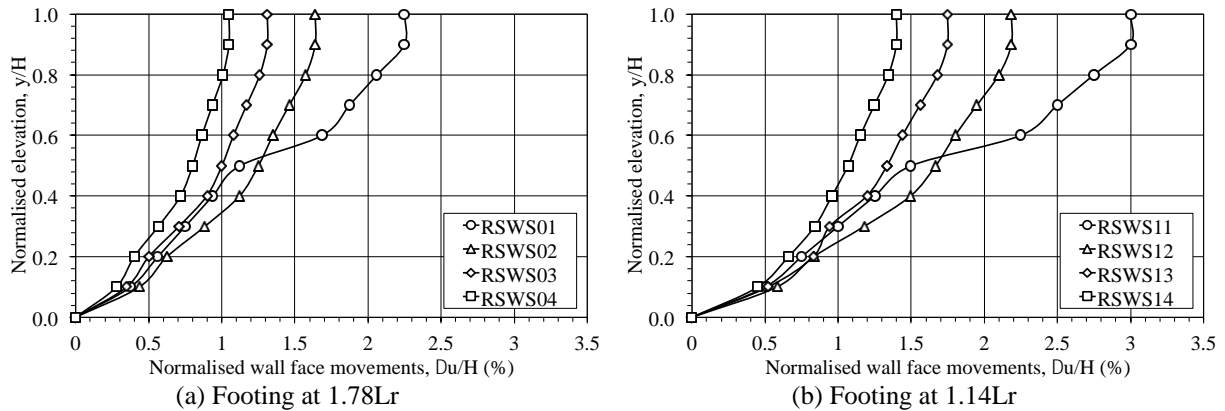 Normalised elevation, y/H
1.0
0.8
0.6
0.4
0.2
0.0
RSWS01
RSWS02
RSWS03
RSWS04
0 0.5 1 1.5 2 2.5 3 3.5
Normalised wall face movements, Du/H (%)
(a) Footing at 1.78Lr
Normalised elevation, y/H
1.0
0.8
0.6
0.4
0.2
0.0
RSWS11
RSWS12
RSWS13
RSWS14
0 0.5 1 1.5 2 2.5 3 3.5
Normalised wall face movements, Du/H (%)
(b) Footing at 1.14Lr